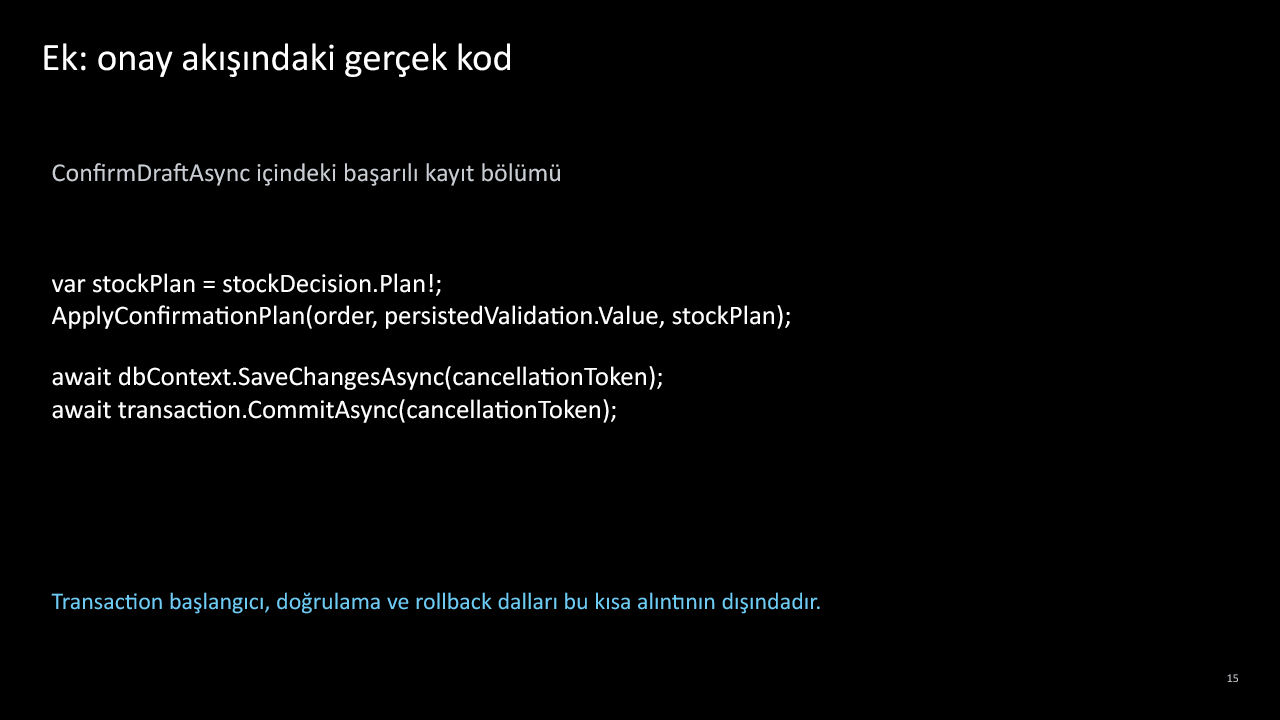 Ek: onay akışındaki gerçek kod
ConfirmDraftAsync içindeki başarılı kayıt bölümü
var stockPlan = stockDecision.Plan!;
ApplyConfirmationPlan(order, persistedValidation.Value, stockPlan);
await dbContext.SaveChangesAsync(cancellationToken);
await transaction.CommitAsync(cancellationToken);
Transaction başlangıcı, doğrulama ve rollback dalları bu kısa alıntının dışındadır.
15